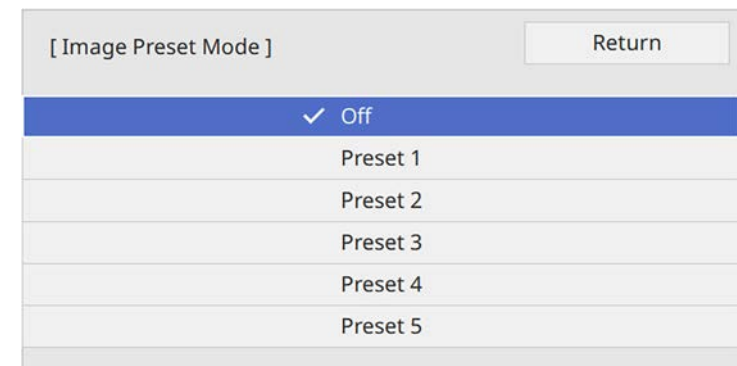 [ Image Preset Mode ]
Return
Off
Preset 1
Preset 2
Preset 3
Preset 4
Preset 5